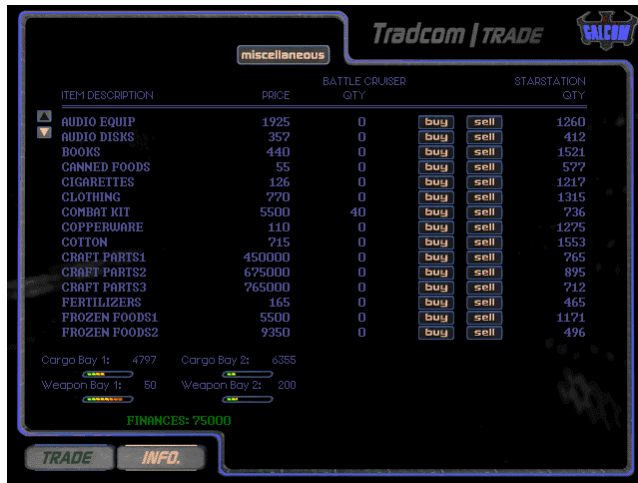 Tradcom | TRADE
GALCOM
miscellaneous
BATTLE CRUISER STARSTATION
ITEM DESCRIPTION PRICE QTY QTY
AUDIO EQUIP 1925 0 buy sell 1260
AUDIO DISKS 357 0 buy sell 412
BOOKS 440 0 buy sell 1521
CANNED FOODS 55 0 buy sell 577
CIGARETTES 126 0 buy sell 1217
CLOTHING 770 0 buy sell 1315
COMBAT KIT 5500 40 buy sell 736
COPPERWARE 110 0 buy sell 1275
COTTON 715 0 buy sell 1553
CRAFT PARTS1 450000 0 buy sell 765
CRAFT PARTS2 675000 0 buy sell 895
CRAFT PARTS3 765000 0 buy sell 712
FERTILIZERS 165 0 buy sell 465
FROZEN FOODS1 5500 0 buy sell 1171
FROZEN FOODS2 9350 0 buy sell 496
Cargo Bay 1: 4797 Cargo Bay 2: 6355
Weapon Bay 1: 50 Weapon Bay 2: 200
FINANCES: 75000
TRADE INFO.